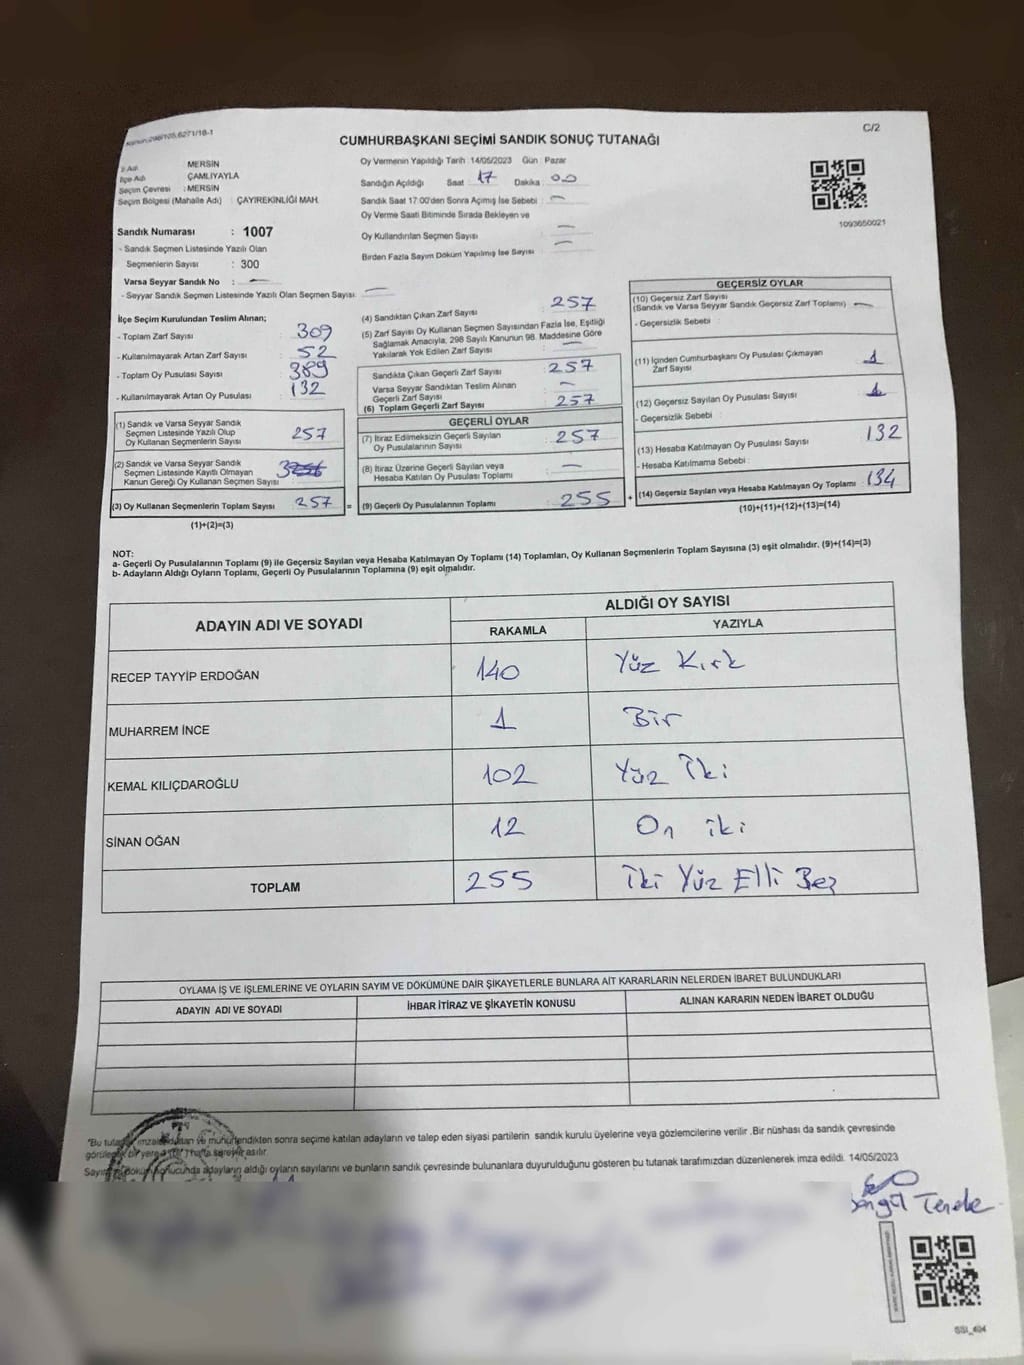 Kanun:298/105,6271/18-1
C/2
CUMHURBAŞKANI SEÇİMİ SANDIK SONUÇ TUTANAĞI
İl Adı : MERSİN
İlçe Adı : ÇAMLIYAYLA
Seçim Çevresi : MERSİN
Seçim Bölgesi (Mahalle Adı) : ÇAYIREKİNLİĞİ MAH.
Sandık Numarası : 1007
- Sandık Seçmen Listesinde Yazılı Olan
Seçmenlerin Sayısı : 300
Varsa Seyyar Sandık No :
- Seyyar Sandık Seçmen Listesinde Yazılı Olan Seçmen Sayısı:
Oy Vermenin Yapıldığı Tarih 14/05/2023 Gün : Pazar
Sandığın Açıldığı Saat 17 Dakika : 00
Sandık Saat 17:00'den Sonra Açımış İse Sebebi :
Oy Verme Saati Bitiminde Sırada Bekleyen ve
Oy Kullandırılan Seçmen Sayısı
Birden Fazla Sayım Döküm Yapılmış İse Sayısı
1093650021
İlçe Seçim Kurulundan Teslim Alınan;
- Toplam Zarf Sayısı : 309
- Kullanılmayarak Artan Zarf Sayısı : 52
- Toplam Oy Pusulası Sayısı : 389
- Kullanılmayarak Artan Oy Pusulası : 132
(1) Sandık ve Varsa Seyyar Sandık
Seçmen Listesinde Yazılı Olup
Oy Kullanan Seçmenlerin Sayısı : 257
(2) Sandık ve Varsa Seyyar Sandık
Seçmen Listesinde Kayıtlı Olmayan
Kanun Gereği Oy Kullanan Seçmen Sayısı :
(3) Oy Kullanan Seçmenlerin Toplam Sayısı : 257
(1)+(2)=(3)
(4) Sandıktan Çıkan Zarf Sayısı : 257
(5) Zarf Sayısı Oy Kullanan Seçmen Sayısından Fazla İse, Eşitliği
Sağlamak Amacıyla, 298 Sayılı Kanunun 98. Maddesine Göre
Yakılarak Yok Edilen Zarf Sayısı
Sandıkta Çıkan Geçerli Zarf Sayısı : 257
Varsa Seyyar Sandıktan Teslim Alınan
Geçerli Zarf Sayısı
(6) Toplam Geçerli Zarf Sayısı : 257
GEÇERLİ OYLAR
(7) İtiraz Edilmeksizin Geçerli Sayılan
Oy Pusulalarının Sayısı : 257
(8) İtiraz Üzerine Geçerli Sayılan veya
Hesaba Katılan Oy Pusulası Toplamı
= (9) Geçerli Oy Pusulalarının Toplamı : 255 +
GEÇERSİZ OYLAR
(10) Geçersiz Zarf Sayısı
(Sandık ve Varsa Seyyar Sandık Geçersiz Zarf Toplamı)
- Geçersizlik Sebebi :
(11) İçinden Cumhurbaşkanı Oy Pusulası Çıkmayan
Zarf Sayısı : 1
(12) Geçersiz Sayılan Oy Pusulası Sayısı : 1
- Geçersizlik Sebebi :
(13) Hesaba Katılmayan Oy Pusulası Sayısı : 132
- Hesaba Katılmama Sebebi :
(14) Geçersiz Sayılan veya Hesaba Katılmayan Oy Toplamı : 134
(10)+(11)+(12)+(13)=(14)
NOT:
a- Geçerli Oy Pusulalarının Toplamı (9) ile Geçersiz Sayılan veya Hesaba Katılmayan Oy Toplamı (14) Toplamları, Oy Kullanan Seçmenlerin Toplam Sayısına (3) eşit olmalıdır. (9)+(14)=(3)
b- Adayların Aldığı Oyların Toplamı, Geçerli Oy Pusulalarının Toplamına (9) eşit olmalıdır.
ADAYIN ADI VE SOYADI
ALDIĞI OY SAYISI
RAKAMLA YAZIYLA
RECEP TAYYİP ERDOĞAN 140 Yüz Kırk
MUHARREM İNCE 1 Bir
KEMAL KILIÇDAROĞLU 102 Yüz İki
SİNAN OĞAN 12 On iki
TOPLAM 255 İki Yüz Elli Beş
OYLAMA İŞ VE İŞLEMLERİNE VE OYLARIN SAYIM VE DÖKÜMÜNE DAİR ŞİKAYETLERLE BUNLARA AİT KARARLARIN NELERDEN İBARET BULUNDUKLARI
ADAYIN ADI VE SOYADI İHBAR İTİRAZ VE ŞİKAYETİN KONUSU ALINAN KARARIN NEDEN İBARET OLDUĞU
"Bu tutanak imzalandıktan ve mühürlendikten sonra seçime katılan adayların ve talep eden siyasi partilerin sandık kurulu üyelerine veya gözlemcilerine verilir .Bir nüshası da sandık çevresinde
görülecek bir yere 1 hafta süreyle asılır.
Sayım ve döküm sonucunda adayların aldığı oyların sayılarını ve bunların sandık çevresinde bulunanlara duyurulduğunu gösteren bu tutanak tarafımızdan düzenlenerek imza edildi. 14/05/2023
SSI_404